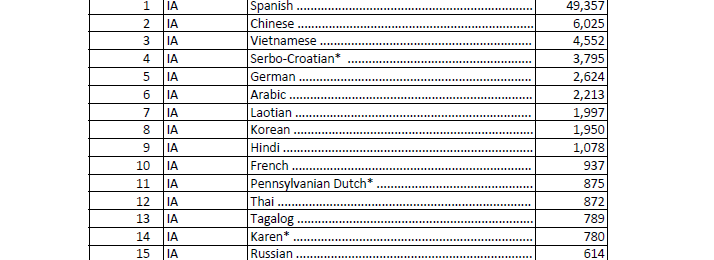 1 IA Spanish ................................................................ 49,357
2 IA Chinese ................................................................ 6,025
3 IA Vietnamese ......................................................... 4,552
4 IA Serbo-Croatian* .................................................. 3,795
5 IA German ............................................................... 2,624
6 IA Arabic .................................................................. 2,213
7 IA Laotian ................................................................ 1,997
8 IA Korean ................................................................. 1,950
9 IA Hindi .................................................................... 1,078
10 IA French ................................................................. 937
11 IA Pennsylvanian Dutch* ........................................... 875
12 IA Thai ..................................................................... 872
13 IA Tagalog ................................................................ 789
14 IA Karen* ................................................................. 780
15 IA Russian ................................................................ 614